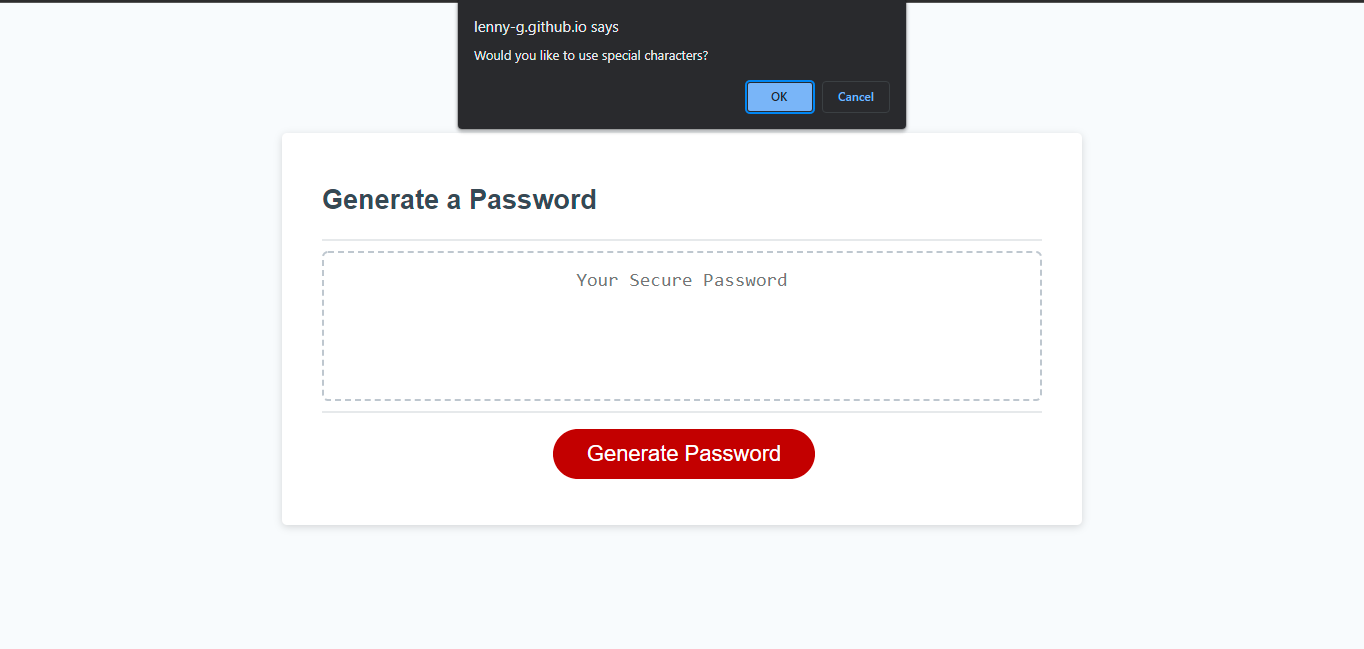 lenny-g.github.io says
Would you like to use special characters?
OK Cancel
Generate a Password
Your Secure Password
Generate Password